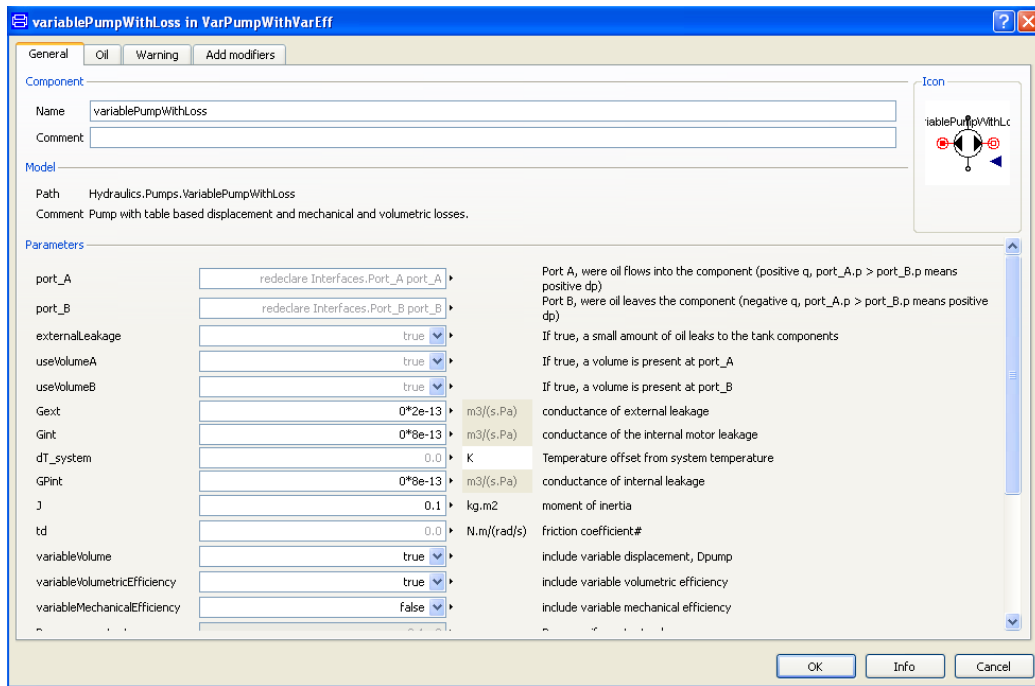 variablePumpWithLoss in VarPumpWithVarEff
General Oil Warning Add modifiers
Component
Icon
Name variablePumpWithLoss
iablePumpWithLc
Comment
Model
Path Hydraulics.Pumps.VariablePumpWithLoss
Comment Pump with table based displacement and mechanical and volumetric losses.
Parameters
port_A redeclare Interfaces.Port_A port_A Port A, were oil flows into the component (positive q, port_A.p > port_B.p means
positive dp)
port_B redeclare Interfaces.Port_B port_B Port B, were oil leaves the component (negative q, port_A.p > port_B.p means positive
dp)
externalLeakage true If true, a small amount of oil leaks to the tank components
useVolumeA true If true, a volume is present at port_A
useVolumeB true If true, a volume is present at port_B
Gext 0*2e-13 m3/(s.Pa) conductance of external leakage
Gint 0*8e-13 m3/(s.Pa) conductance of the internal motor leakage
dT_system 0.0 K Temperature offset from system temperature
GPint 0*8e-13 m3/(s.Pa) conductance of internal leakage
J 0.1 kg.m2 moment of inertia
td 0.0 N.m/(rad/s) friction coefficient#
variableVolume true include variable displacement, Dpump
variableVolumetricEfficiency true include variable volumetric efficiency
variableMechanicalEfficiency false include variable mechanical efficiency
OK Info Cancel